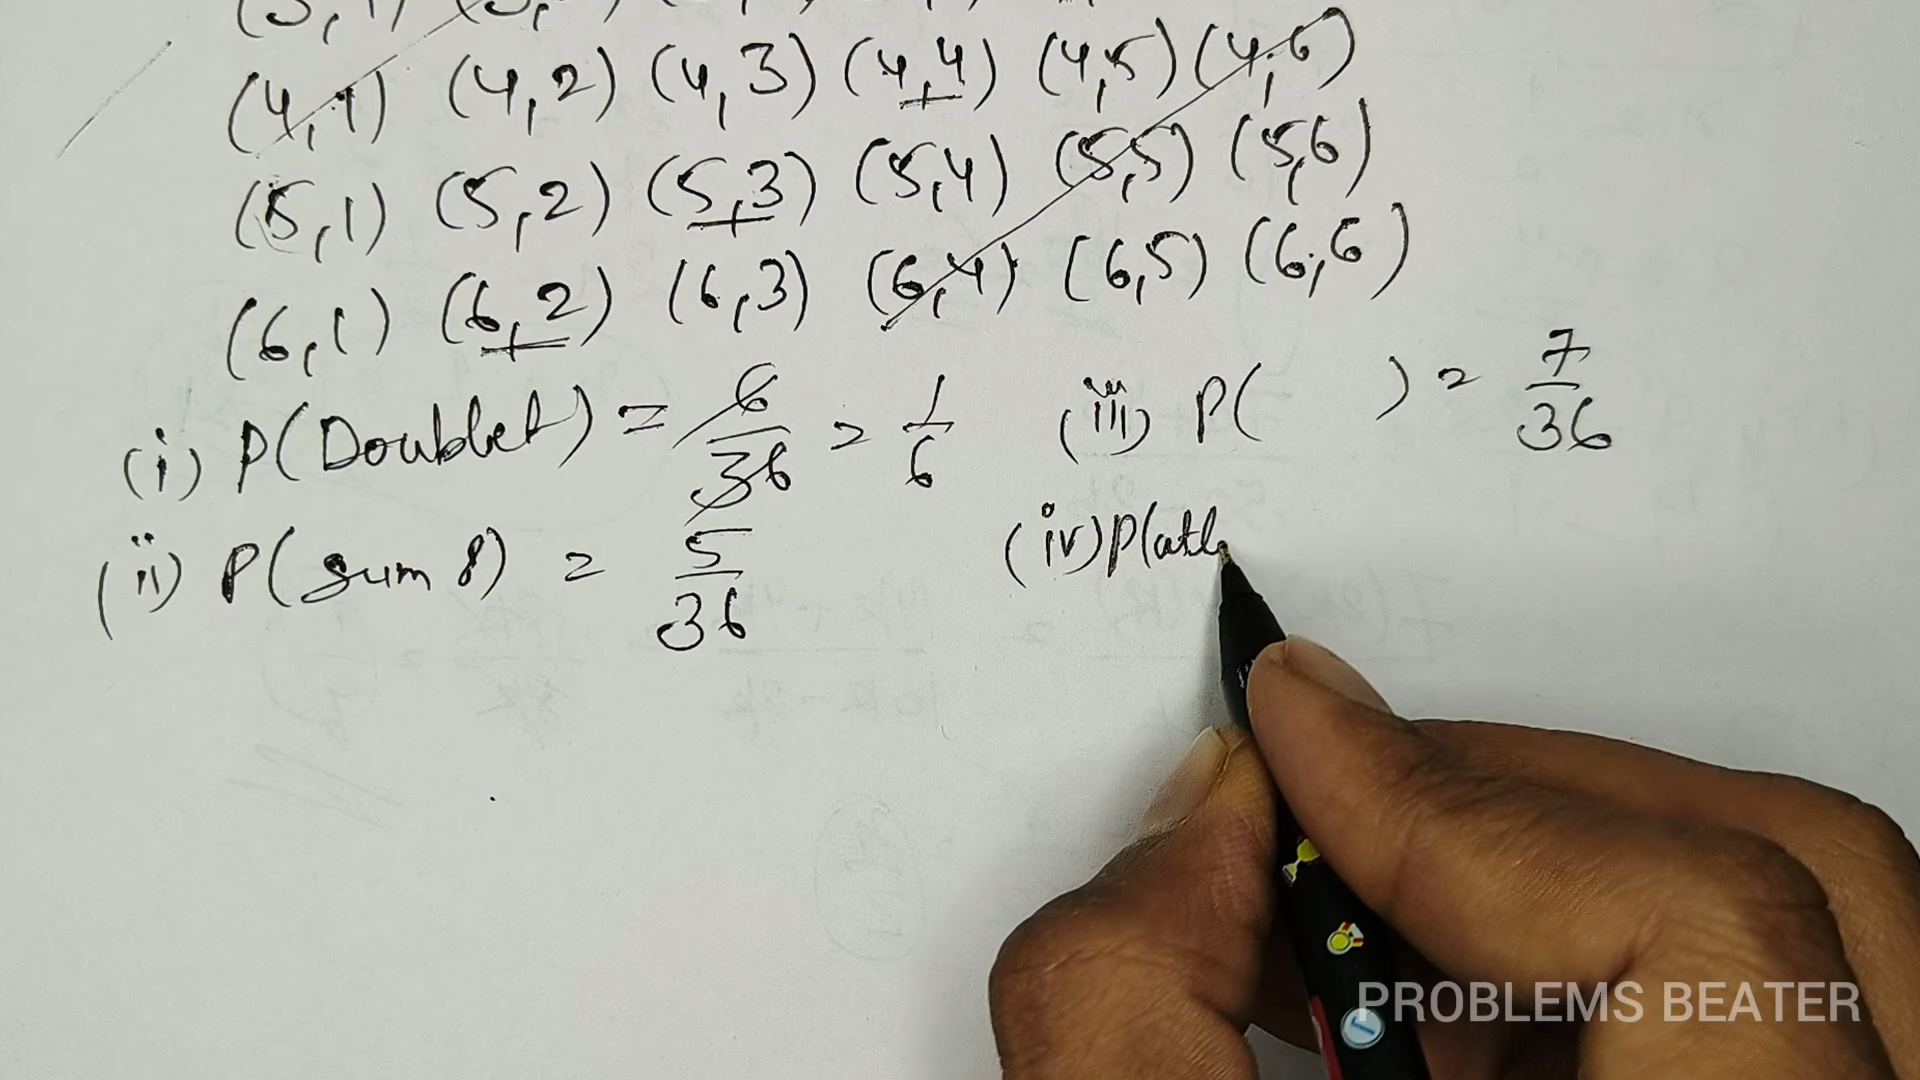 (4,1) (4,2) (4,3) (4,4) (4,5) (4,6)
(5,1) (5,2) (5,3) (5,4) (5,5) (5,6)
(6,1) (6,2) (6,3) (6,4) (6,5) (6,6)
(i) P(Doublet) = 6/36 = 1/6
(ii) P(sum 8) = 5/36
(iii) P( ) = 7/36
(iv) P(atl
PROBLEMS BEATER